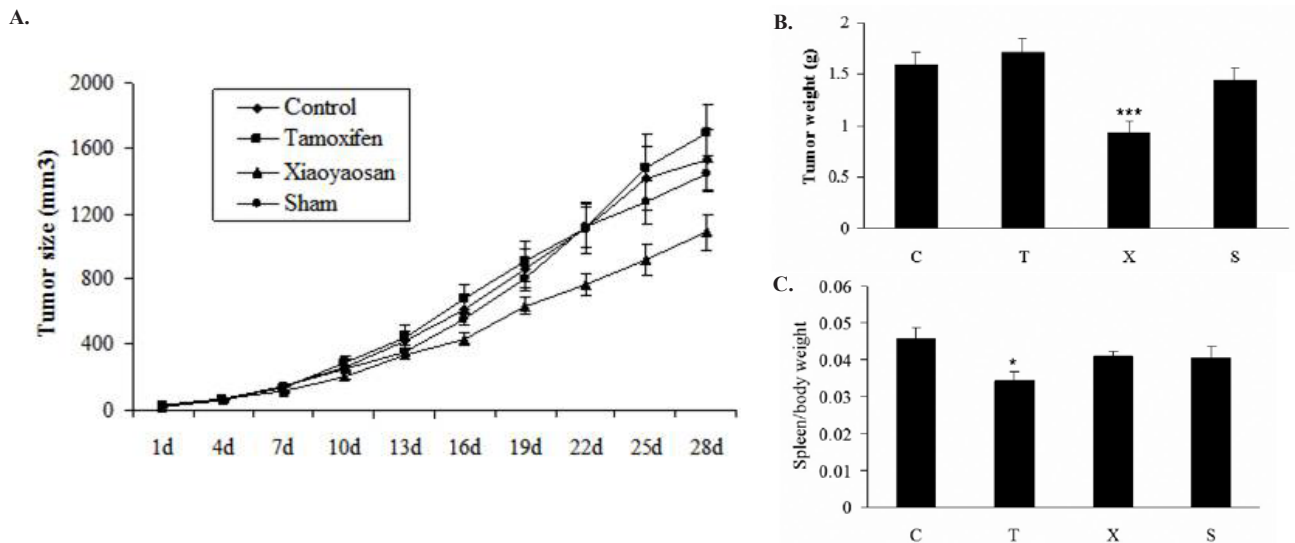 A.
Tumor size (mm3)
2000
1600
1200
800
400
0
Control
Tamoxifen
Xiaoyaosan
Sham
1d 4d 7d 10d 13d 16d 19d 22d 25d 28d
B.
Tumor weight (g)
2
1.5
1
0.5
0
***
C T X S
C.
Spleen/body weight
0.06
0.05
0.04
0.03
0.02
0.01
0
*
C T X S